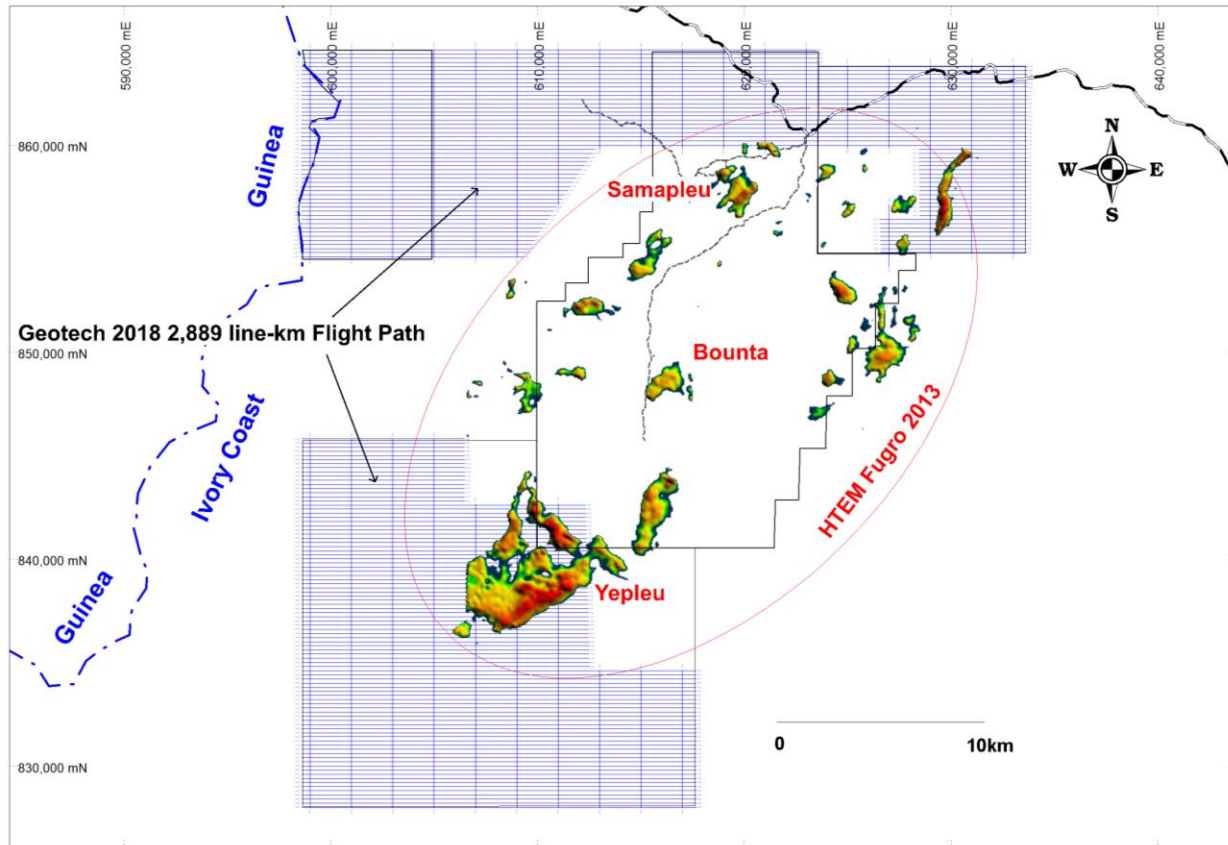 590,000 mE
600,000 mE
610,000 mE
620,000 mE
630,000 mE
640,000 mE
860,000 mN
Guinea
Samapleu
N
W E
S
Geotech 2018 2,889 line-km Flight Path
850,000 mN
Bounta
HTEM Fugro 2013
Ivory Coast
840,000 mN
Guinea
Yepleu
0 10km
830,000 mN